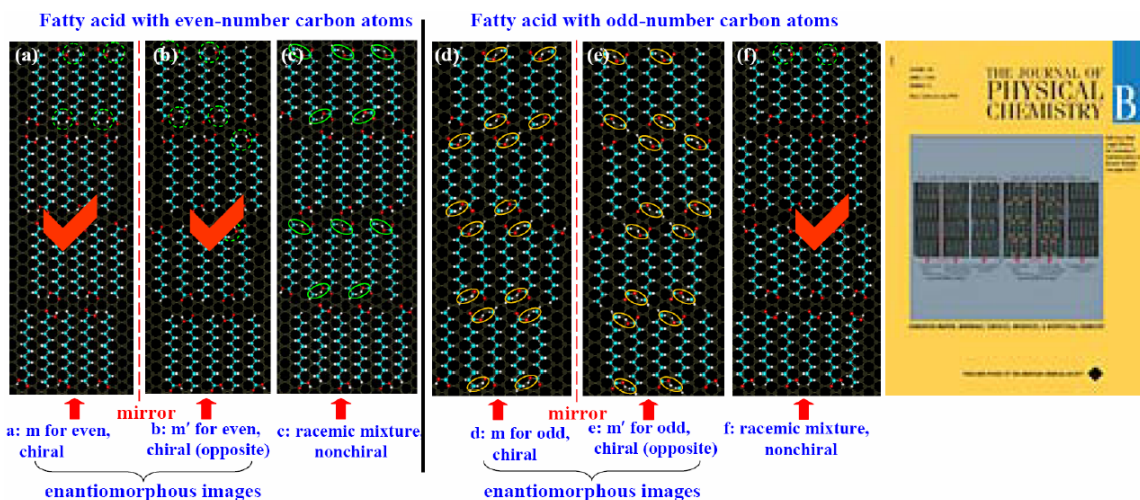 Fatty acid with even-number carbon atoms
Fatty acid with odd-number carbon atoms
(a)
(b)
(c)
(d)
(e)
(f)
THE JOURNAL OF
PHYSICAL
CHEMISTRY
B
mirror
mirror
a: m for even,
chiral
b: m′ for even,
chiral (opposite)
c: racemic mixture,
nonchiral
d: m for odd,
chiral
e: m′ for odd,
chiral (opposite)
f: racemic mixture,
nonchiral
enantiomorphous images
enantiomorphous images